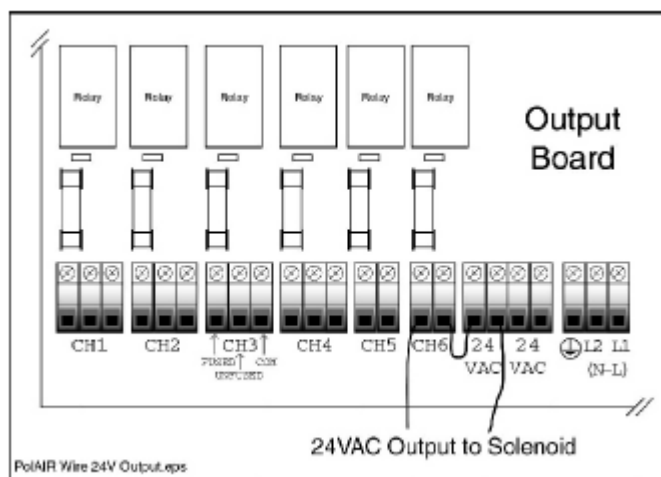 Relay Relay Relay Relay Relay Relay
Output
Board
CH1 CH2 CH3 CH4 CH5 CH6 24 24 L2 L1
FUSED COM VAC VAC (N-L)
UNFUSED
24VAC Output to Solenoid
PolAIR Wire 24V Output.eps